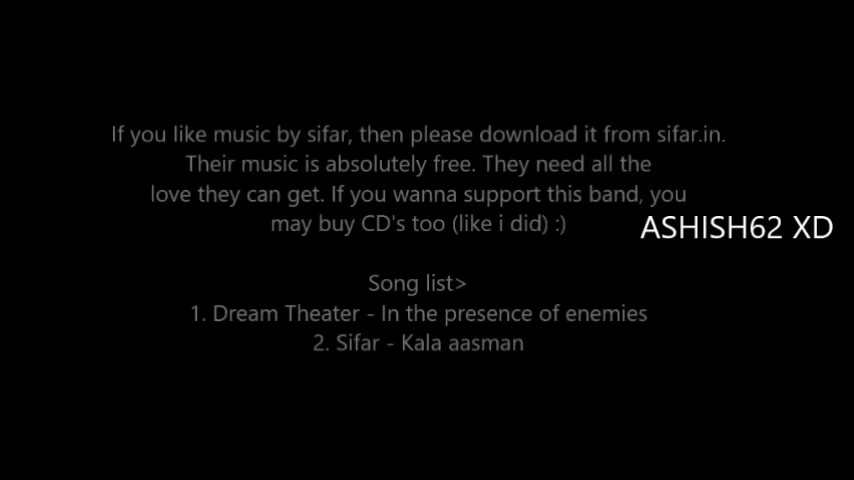 If you like music by sifar, then please download it from sifar.in.
Their music is absolutely free. They need all the
love they can get. If you wanna support this band, you
may buy CD's too (like i did) :)
ASHISH62 XD
Song list>
1. Dream Theater - In the presence of enemies
2. Sifar - Kala aasman